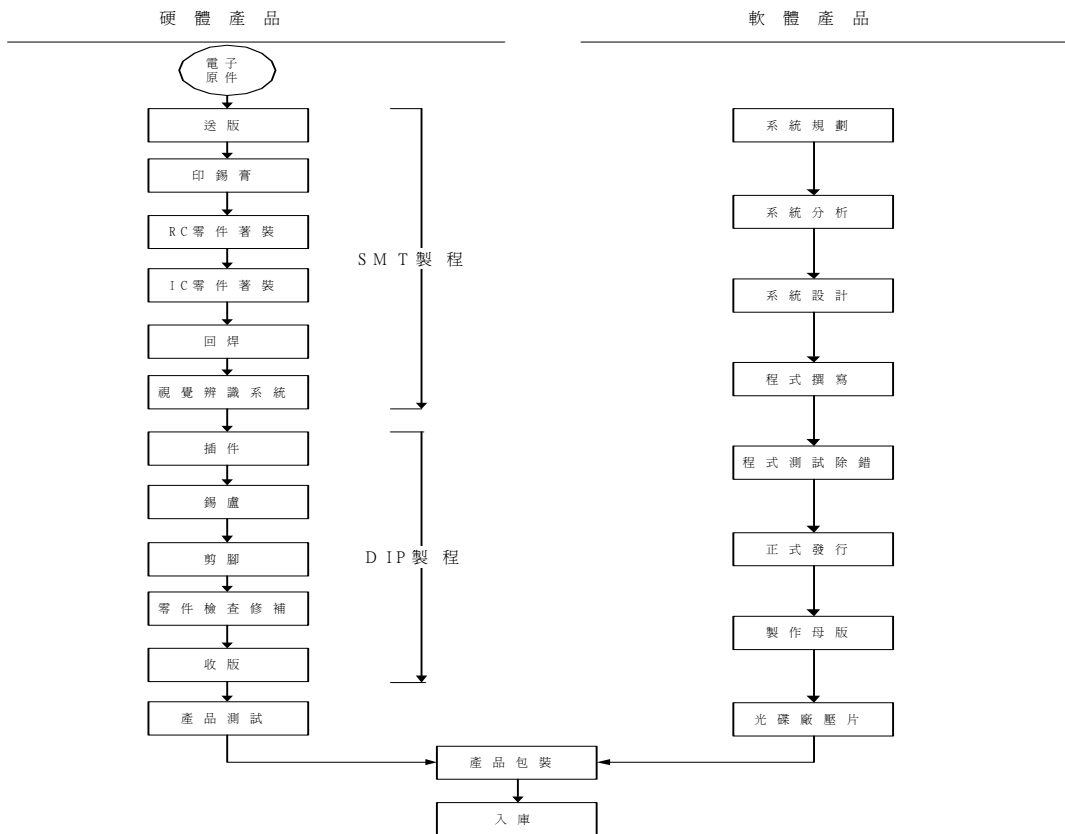 硬體產品
電子
原件
送版
印錫膏
RC零件著裝
IC零件著裝
回焊
視覺辨識系統
插件
錫盧
剪腳
零件檢查修補
收版
產品測試
SMT製程
DIP製程
軟體產品
系統規劃
系統分析
系統設計
程式撰寫
程式測試除錯
正式發行
製作母版
光碟廠壓片
產品包裝
入庫